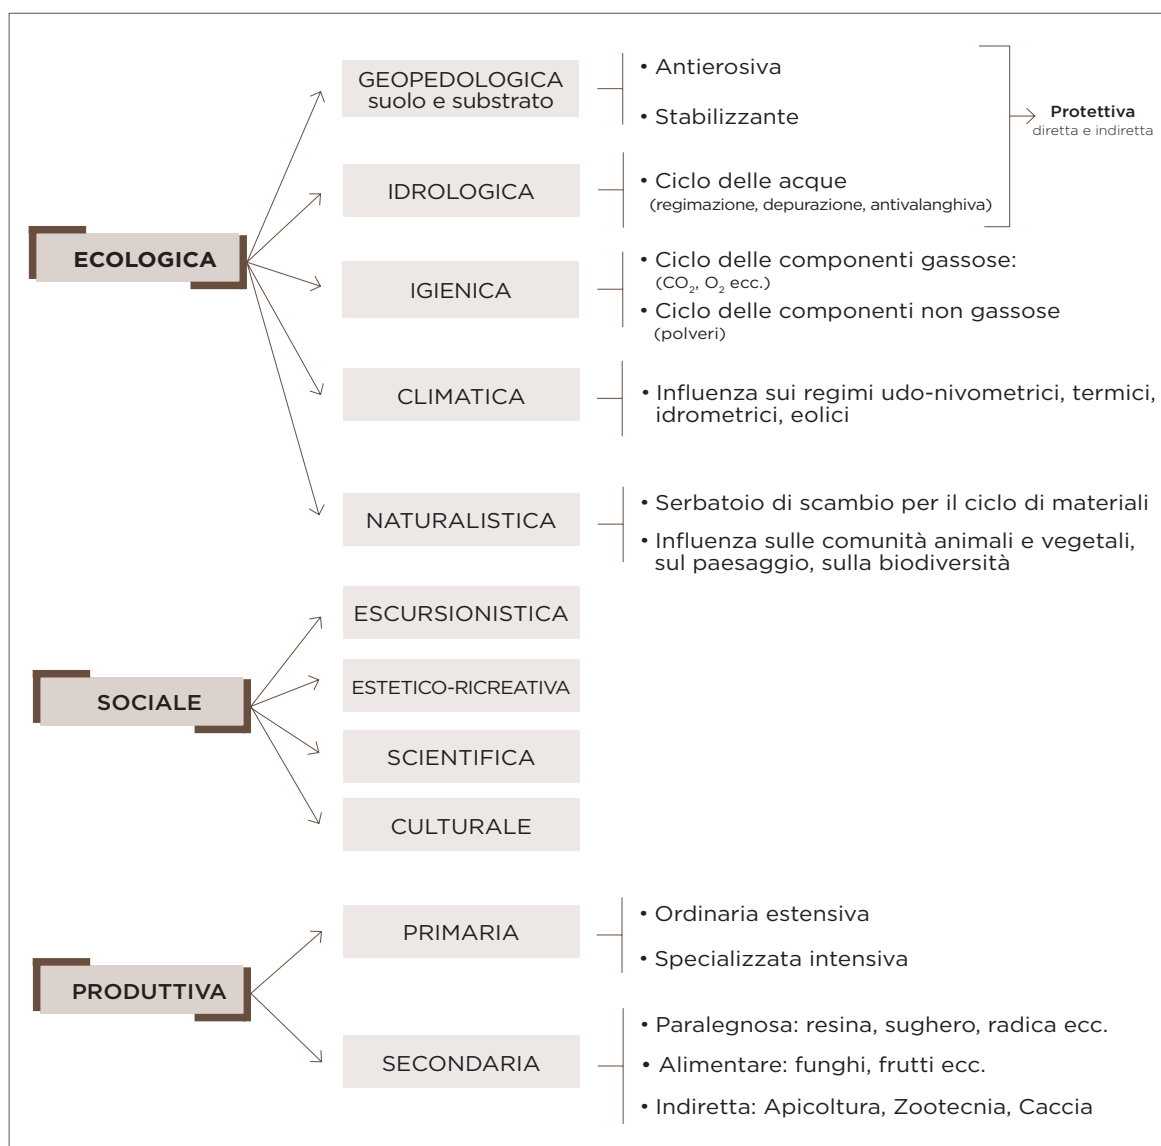 ECOLOGICA
GEOPEDOLOGICA
suolo e substrato
• Antierosiva
• Stabilizzante
IDROLOGICA
• Ciclo delle acque
(regimazione, depurazione, antivalanghiva)
Protettiva
diretta e indiretta
IGIENICA
• Ciclo delle componenti gassose:
(CO₂, O₂ ecc.)
• Ciclo delle componenti non gassose
(polveri)
CLIMATICA
• Influenza sui regimi udo-nivometrici, termici,
idrometrici, eolici
NATURALISTICA
• Serbatoio di scambio per il ciclo di materiali
• Influenza sulle comunità animali e vegetali,
sul paesaggio, sulla biodiversità
SOCIALE
ESCURSIONISTICA
ESTETICO-RICREATIVA
SCIENTIFICA
CULTURALE
PRODUTTIVA
PRIMARIA
• Ordinaria estensiva
• Specializzata intensiva
SECONDARIA
• Paralegnosa: resina, sughero, radica ecc.
• Alimentare: funghi, frutti ecc.
• Indiretta: Apicoltura, Zootecnia, Caccia